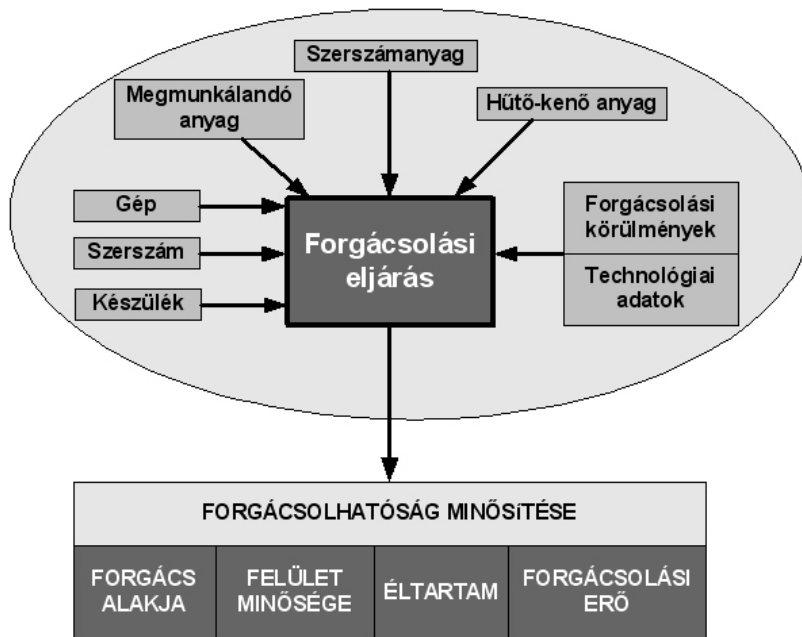 Szerszámanyag
Megmunkálandó
anyag
Hűtő-kenő anyag
Gép
Szerszám
Készülék
Forgácsolási
eljárás
Forgácsolási
körülmények
Technológiai
adatok
FORGÁCSOLHATÓSÁG MINŐSíTÉSE
FORGÁCS
ALAKJA
FELÜLET
MINŐSÉGE
ÉLTARTAM
FORGÁCSOLÁSI
ERŐ